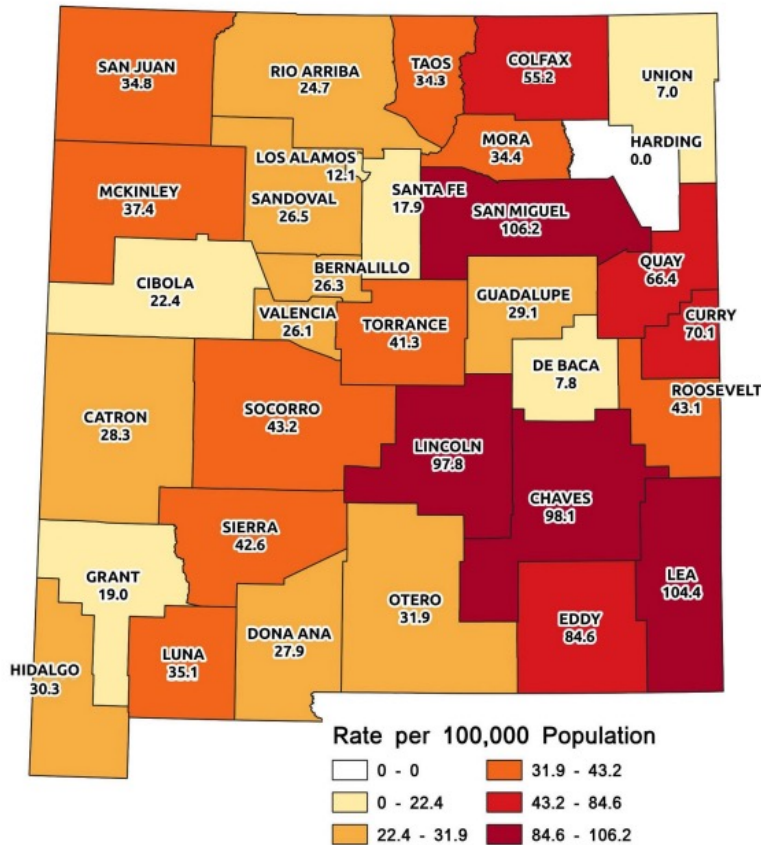 SAN JUAN
34.8
RIO ARRIBA
24.7
TAOS
34.3
COLFAX
55.2
UNION
7.0
MORA
34.4
HARDING
0.0
LOS ALAMOS
12.1
MCKINLEY
37.4
SANDOVAL
26.5
SANTA FE
17.9
SAN MIGUEL
106.2
QUAY
66.4
CIBOLA
22.4
BERNALILLO
26.3
VALENCIA
26.1
TORRANCE
41.3
GUADALUPE
29.1
CURRY
70.1
DE BACA
7.8
ROOSEVELT
43.1
CATRON
28.3
SOCORRO
43.2
LINCOLN
97.8
CHAVES
98.1
SIERRA
42.6
GRANT
19.0
LEA
104.4
OTERO
31.9
EDDY
84.6
DONA ANA
27.9
LUNA
35.1
HIDALGO
30.3
Rate per 100,000 Population
0 - 0
0 - 22.4
22.4 - 31.9
31.9 - 43.2
43.2 - 84.6
84.6 - 106.2